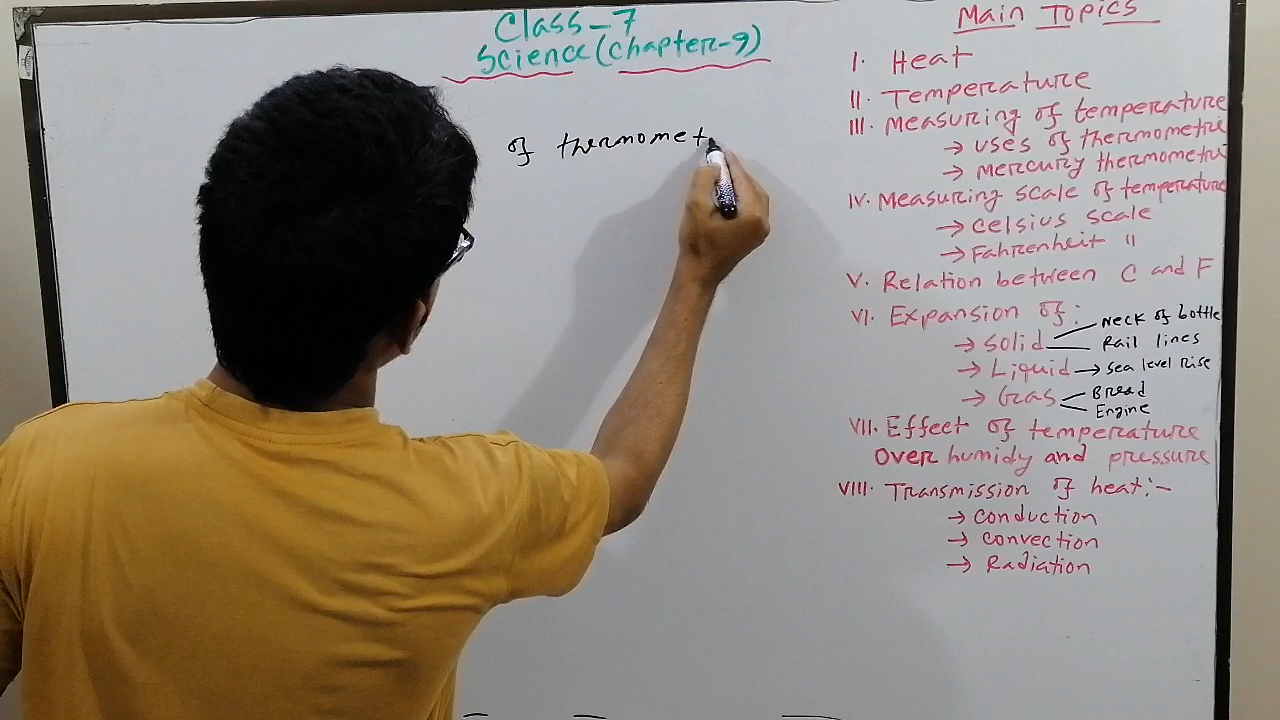 Class-7
Science (Chapter-9)
of thermomet
Main Topics
I. Heat
II. Temperature
III. Measuring of temperature
→ uses of thermometre
→ Mercury thermometre
IV. Measuring scale of temperature
→ Celsius scale
→ Fahrenheit "
V. Relation between C and F
VI. Expansion of:
→ Solid Neck of bottle
Rail lines
→ Liquid → Sea level rise
→ Gas Bread
Engine
VII. Effect of temperature
over humidy and pressure
VIII. Transmission of heat:-
→ Conduction
→ Convection
→ Radiation